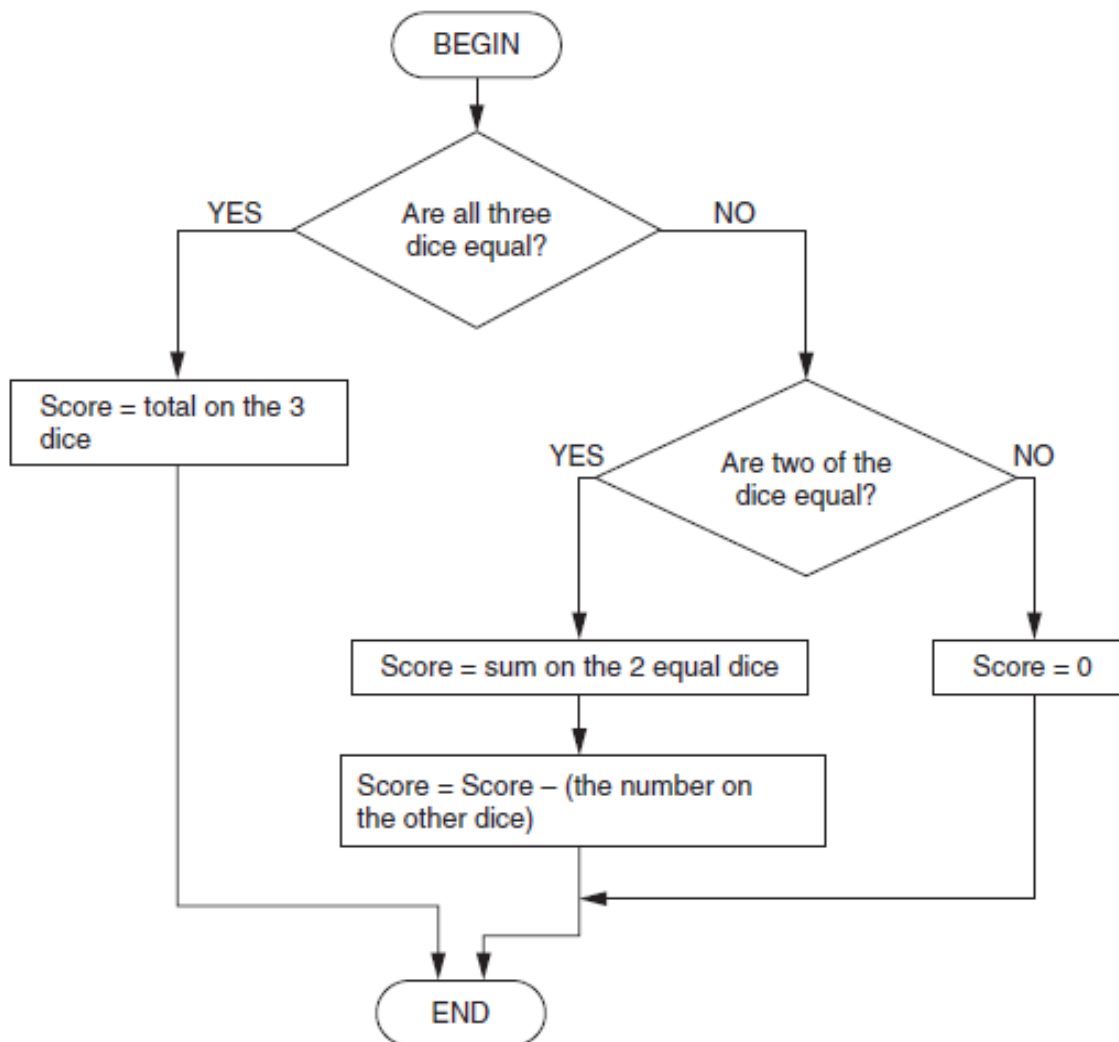 BEGIN
YES
Are all three
dice equal?
NO
Score = total on the 3
dice
YES
Are two of the
dice equal?
NO
Score = sum on the 2 equal dice
Score = 0
Score = Score – (the number on
the other dice)
END